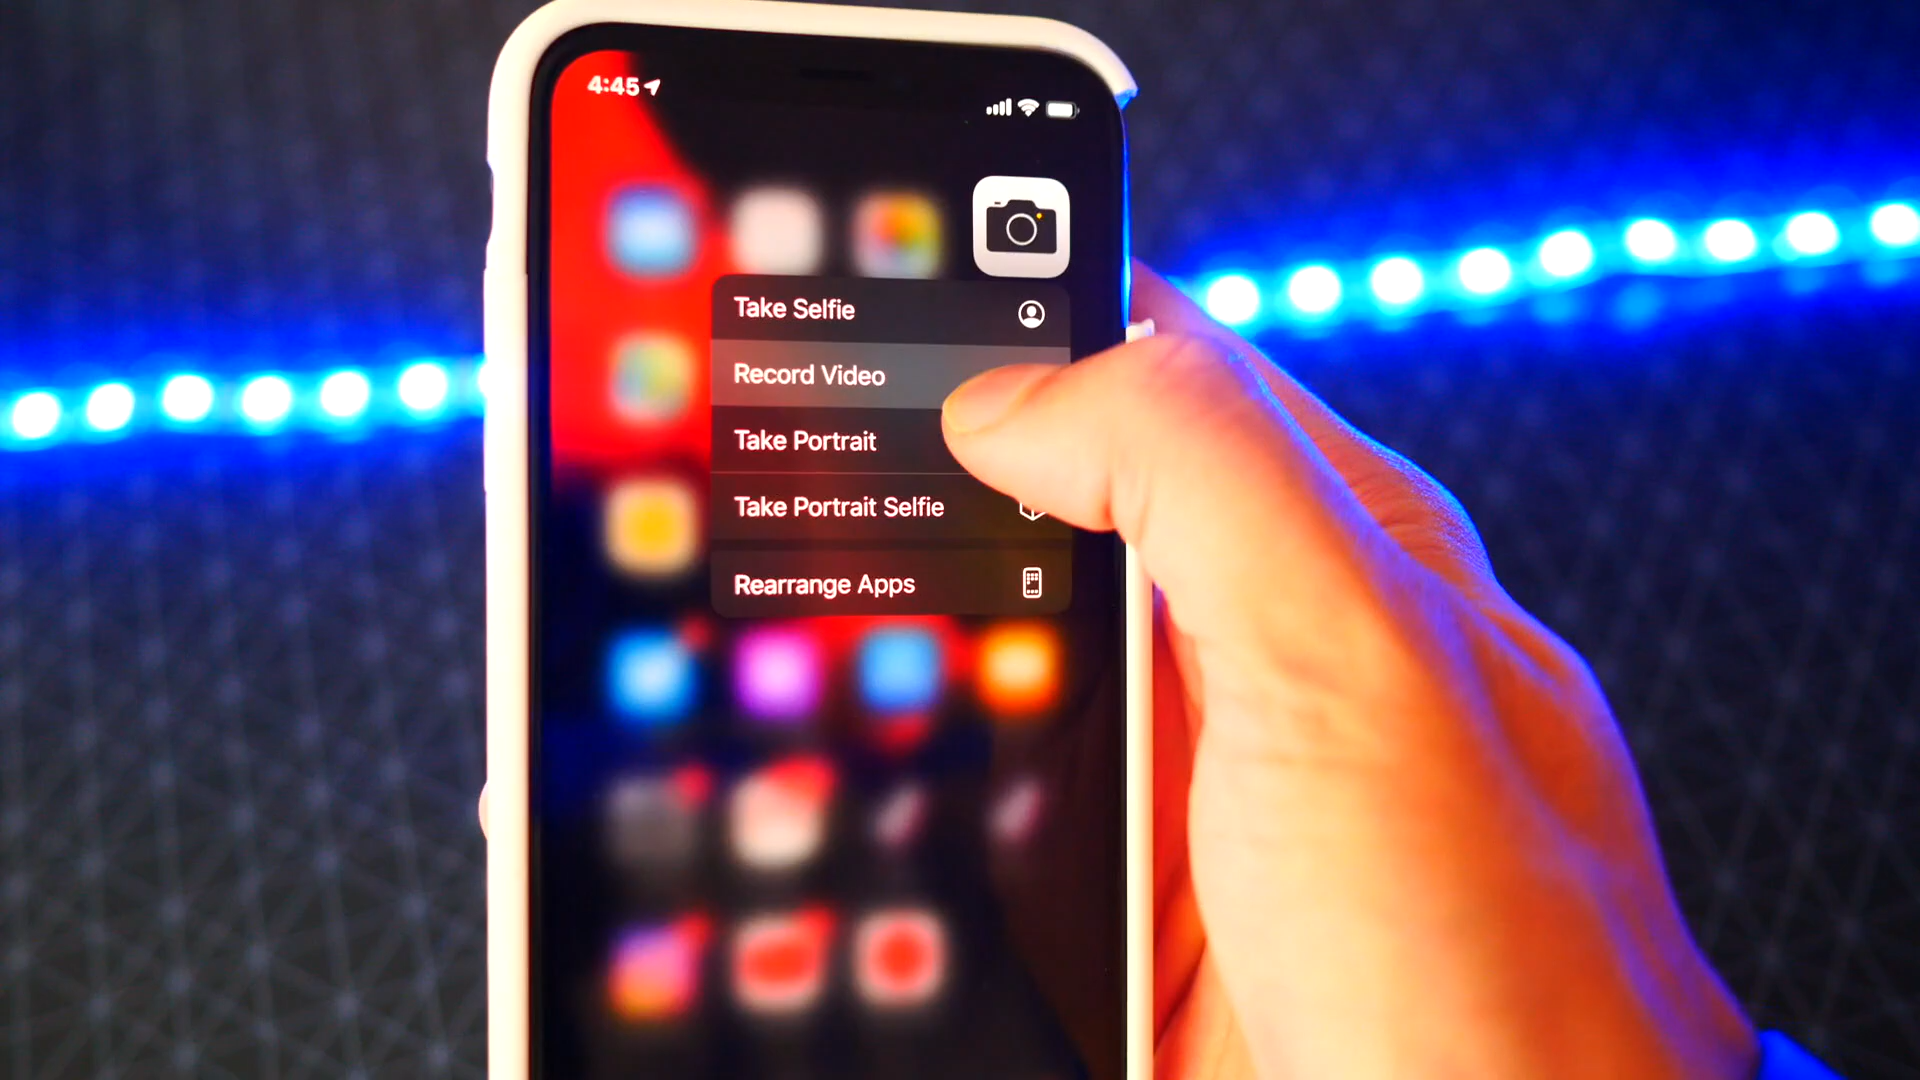 4:45
Take Selfie
Record Video
Take Portrait
Take Portrait Selfie
Rearrange Apps